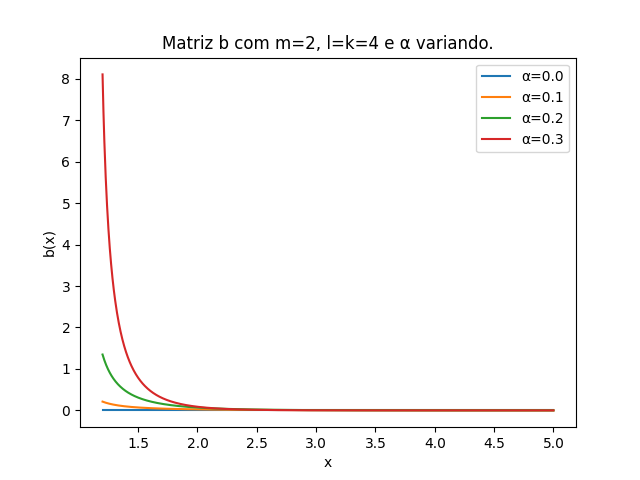 Matriz b com m=2, l=k=4 e α variando.
α=0.0
α=0.1
α=0.2
α=0.3
b(x)
8
7
6
5
4
3
2
1
0
1.5 2.0 2.5 3.0 3.5 4.0 4.5 5.0
x